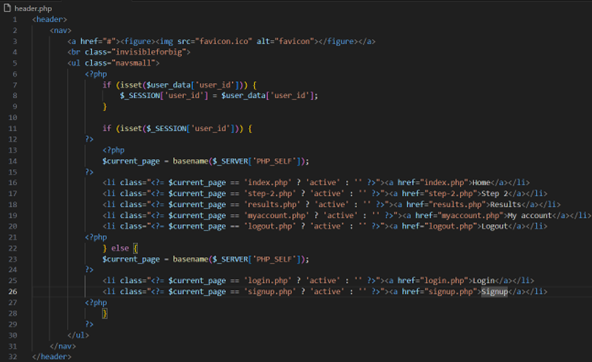 header.php
1 <header>
2 <nav>
3 <a href="#"><figure><img src="favicon.ico" alt="favicon"></figure></a>
4 <br class="invisibleforbig">
5 <ul class="navsmall">
6 <?php
7 if (isset($user_data['user_id'])) {
8 $_SESSION['user_id'] = $user_data['user_id'];
9 }
10
11 if (isset($_SESSION['user_id'])) {
12 ?>
13 <?php
14 $current_page = basename($_SERVER['PHP_SELF']);
15 ?>
16 <li class="<?= $current_page == 'index.php' ? 'active' : '' ?>"><a href="index.php">Home</a></li>
17 <li class="<?= $current_page == 'step-2.php' ? 'active' : '' ?>"><a href="step-2.php">Step 2</a></li>
18 <li class="<?= $current_page == 'results.php' ? 'active' : '' ?>"><a href="results.php">Results</a></li>
19 <li class="<?= $current_page == 'myaccount.php' ? 'active' : '' ?>"><a href="myaccount.php">My account</a></li>
20 <li class="<?= $current_page == 'logout.php' ? 'active' : '' ?>"><a href="logout.php">Logout</a></li>
21 <?php
22 } else {
23 $current_page = basename($_SERVER['PHP_SELF']);
24 ?>
25 <li class="<?= $current_page == 'login.php' ? 'active' : '' ?>"><a href="login.php">Login</a></li>
26 <li class="<?= $current_page == 'signup.php' ? 'active' : '' ?>"><a href="signup.php">Signup</a></li>
27 <?php
28 }
29 ?>
30 </ul>
31 </nav>
32 </header>